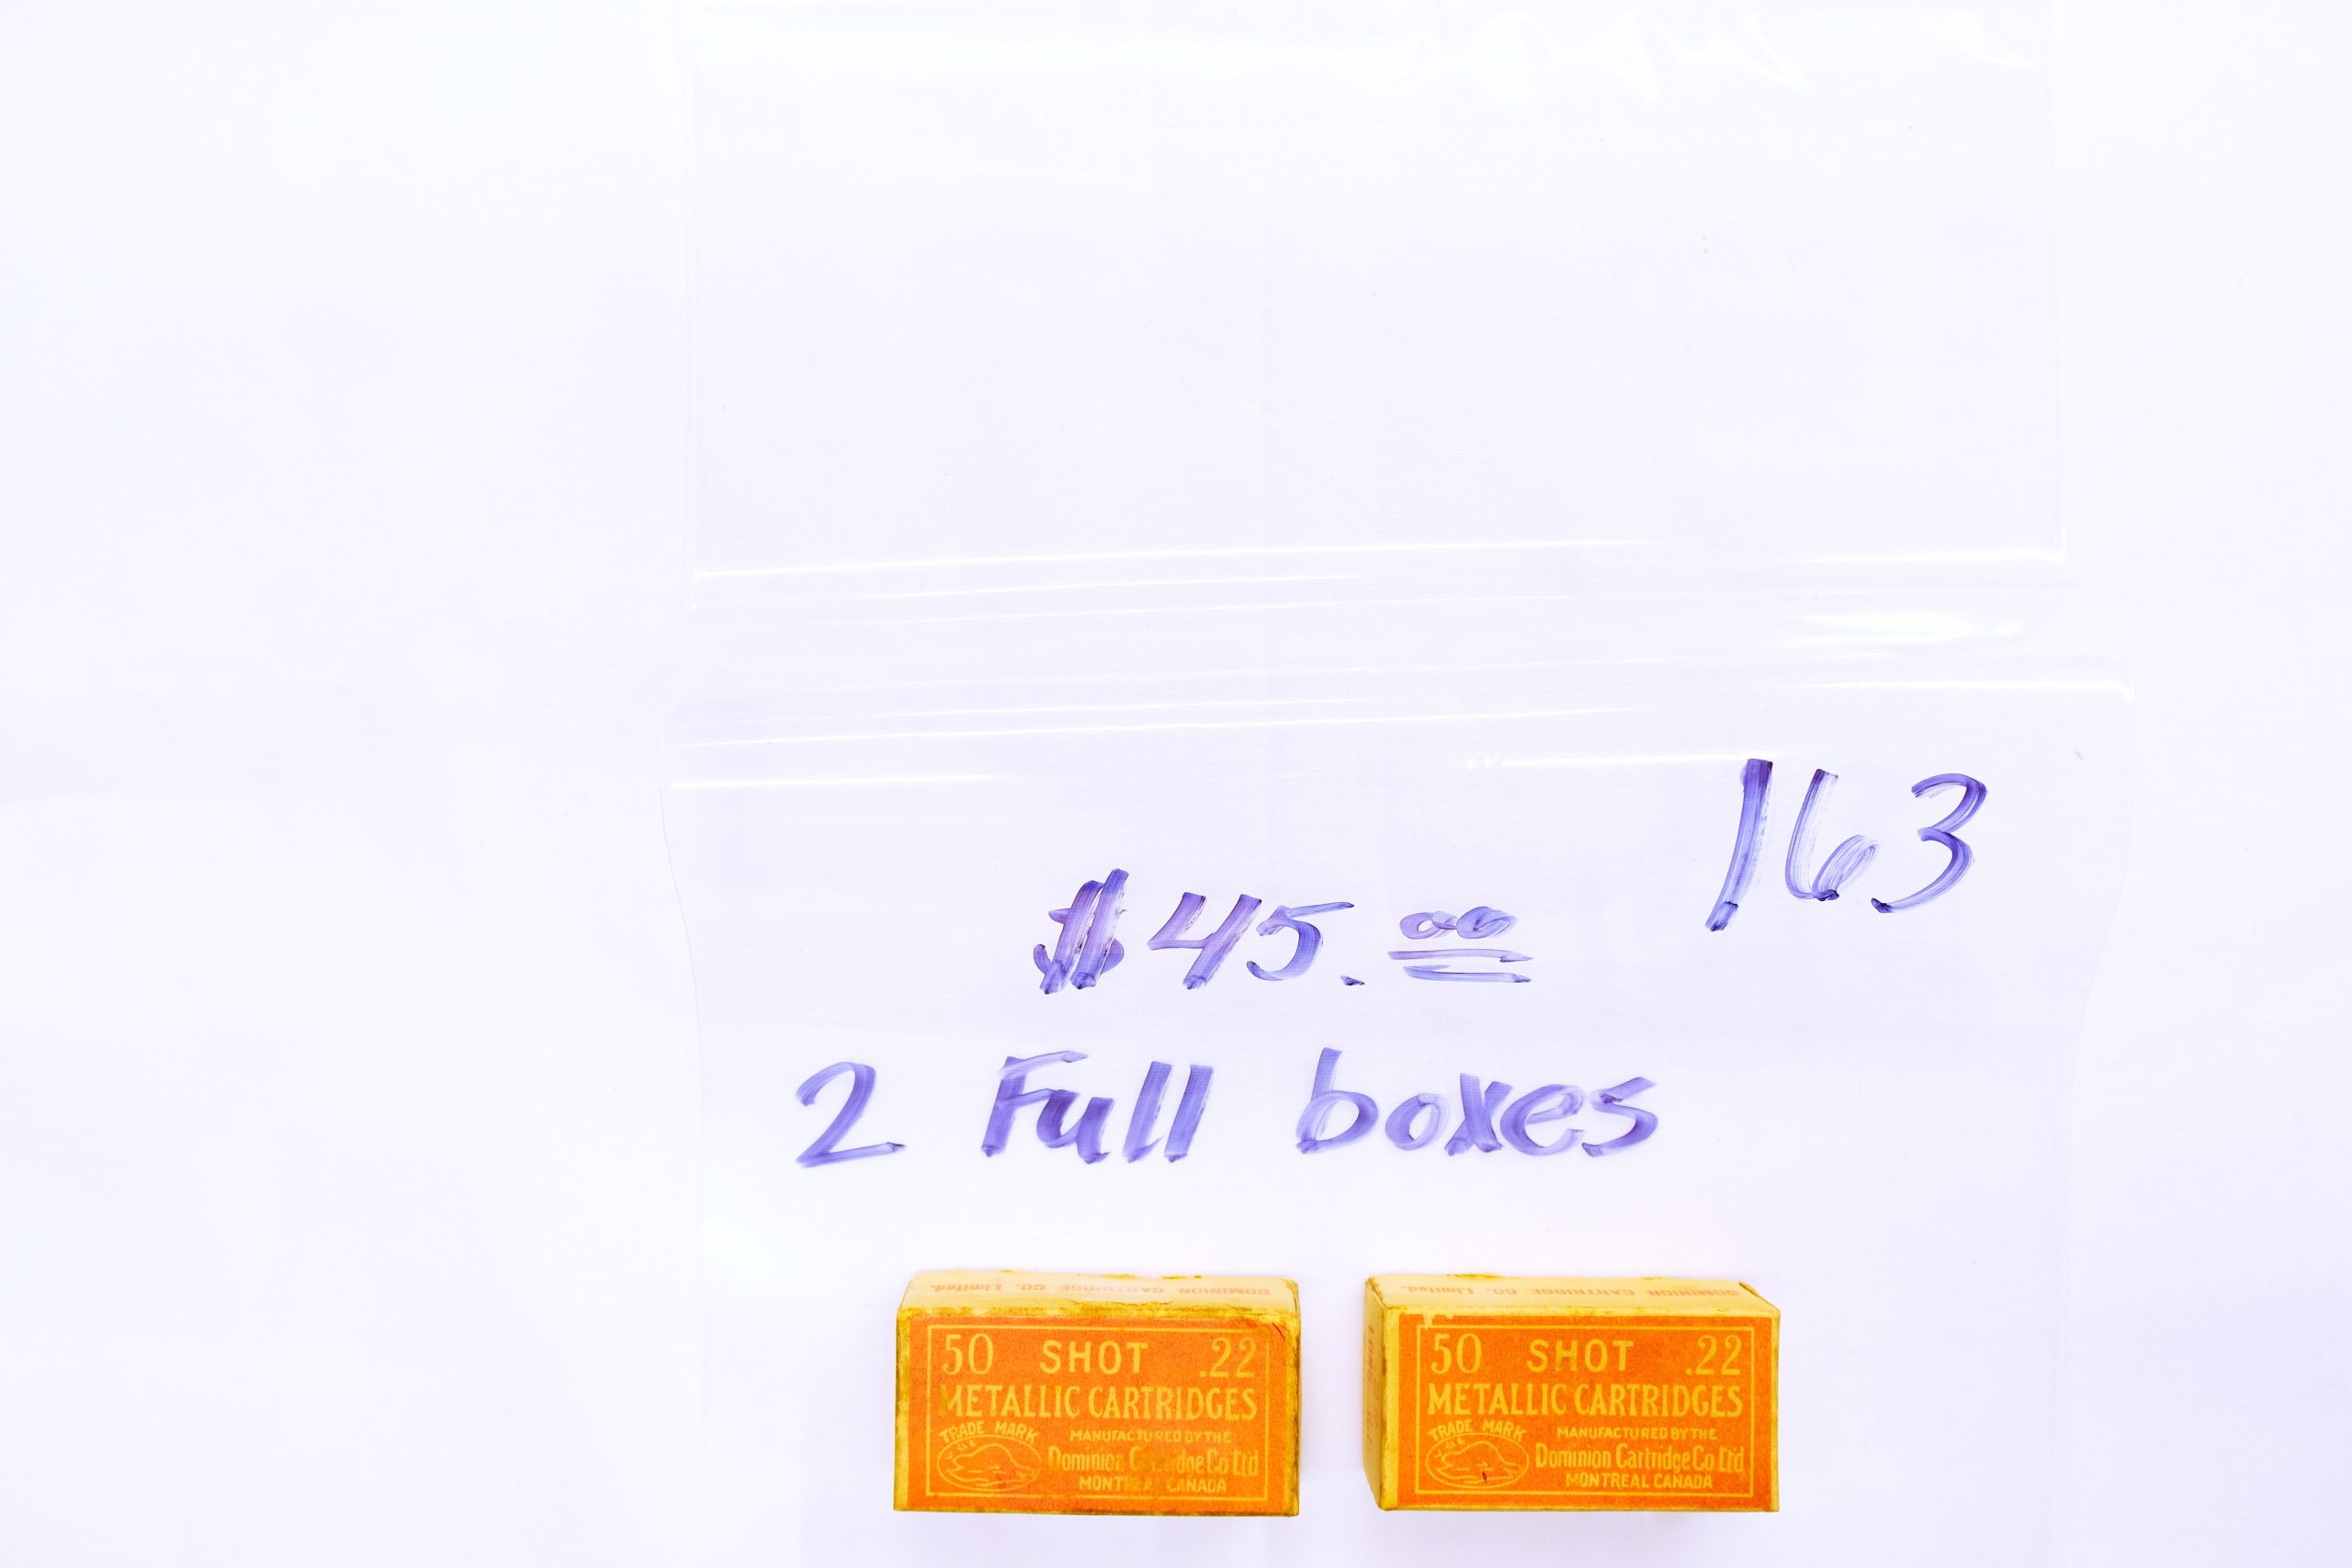 163
$45.00
2 Full boxes
DOMINION CARTRIDGE CO. Limited.
50 SHOT .22
METALLIC CARTRIDGES
TRADE MARK
MANUFACTURED BY THE
Dominion Cartridge Co Ltd
MONTREAL CANADA
DOMINION CARTRIDGE CO. Limited.
50 SHOT .22
METALLIC CARTRIDGES
TRADE MARK
MANUFACTURED BY THE
Dominion Cartridge Co Ltd
MONTREAL CANADA